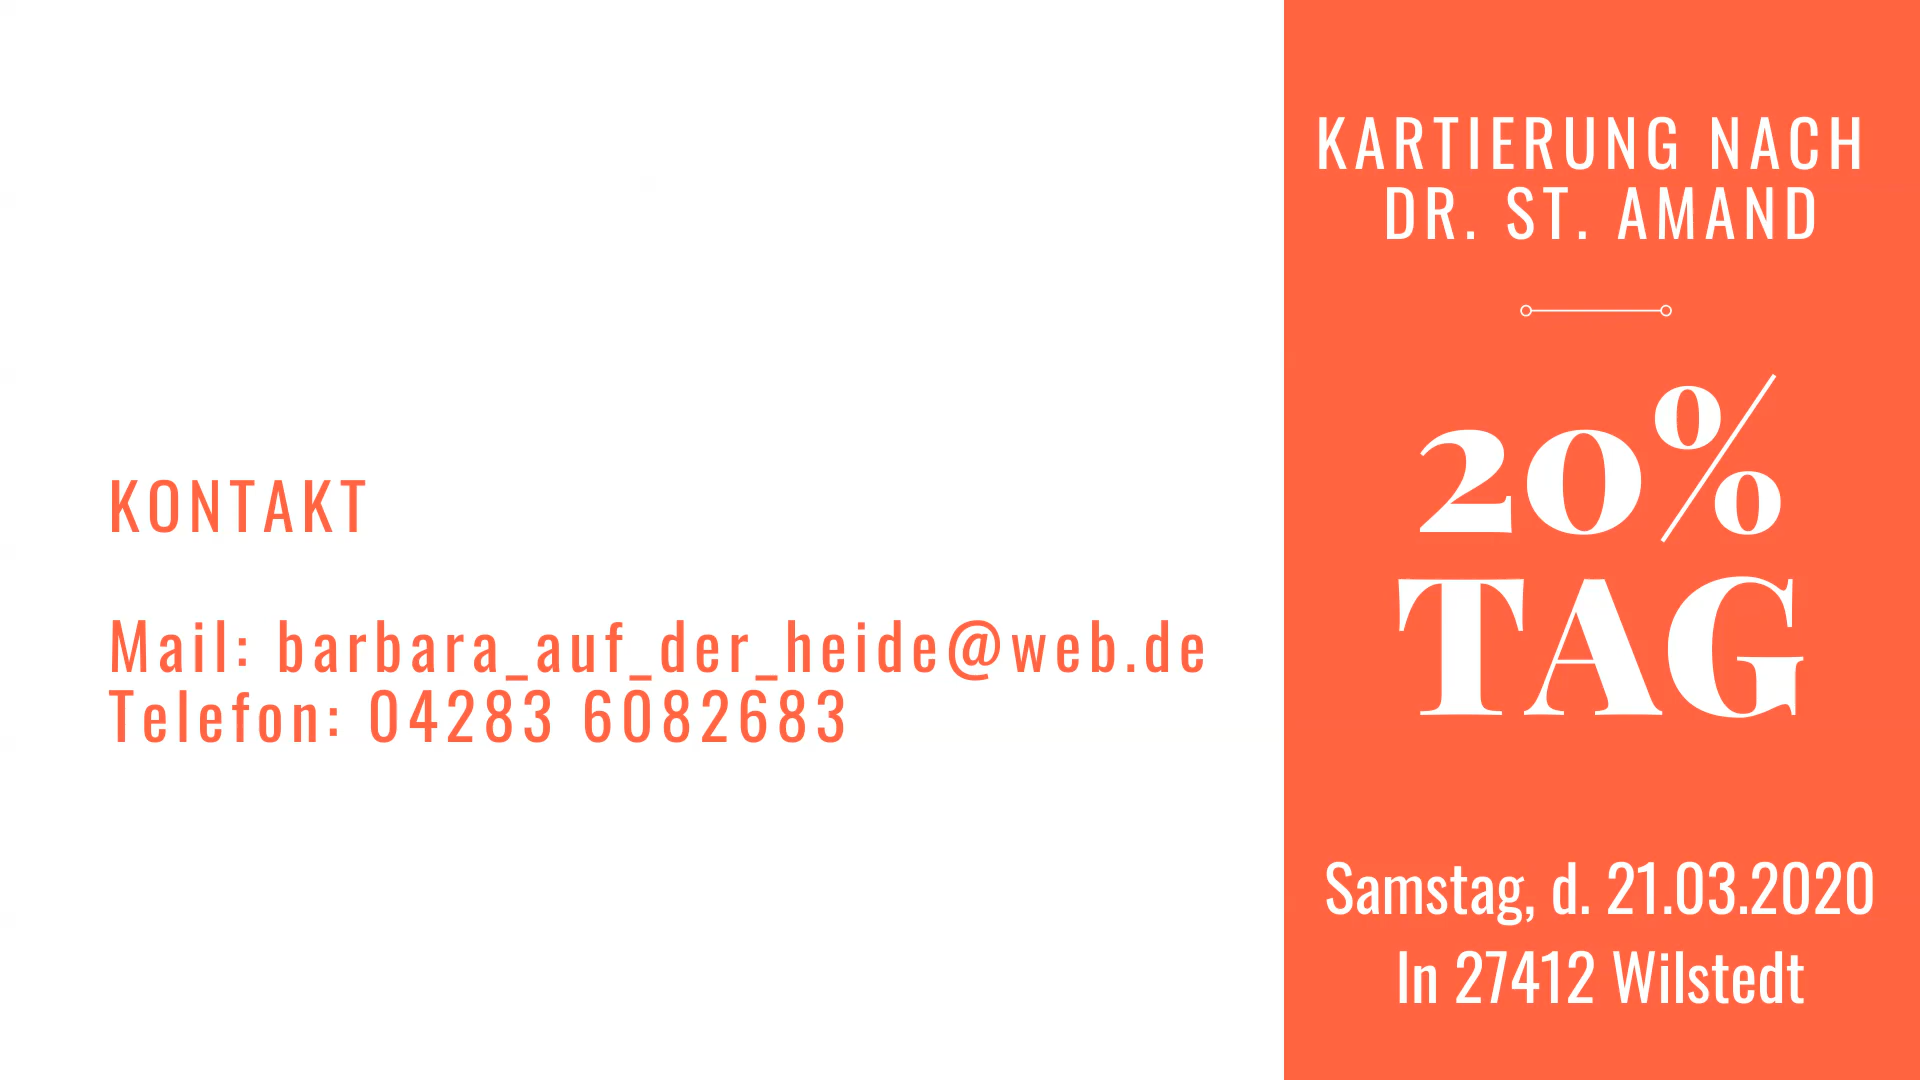 KONTAKT
Mail: barbara_auf_der_heide@web.de
Telefon: 04283 6082683
KARTIERUNG NACH
DR. ST. AMAND
20%
TAG
Samstag, d. 21.03.2020
In 27412 Wilstedt